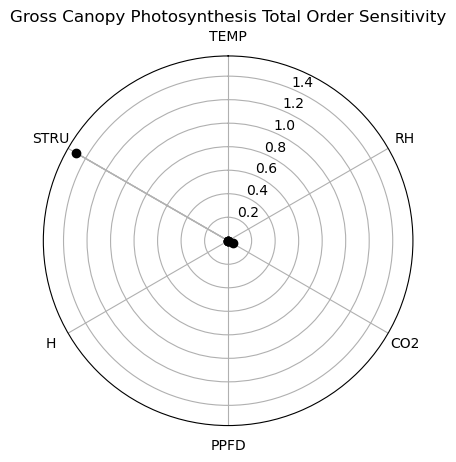 Gross Canopy Photosynthesis Total Order Sensitivity
TEMP
1.4
1.2
STRU
RH
1.0
0.8
0.6
0.4
0.2
H
CO2
PPFD